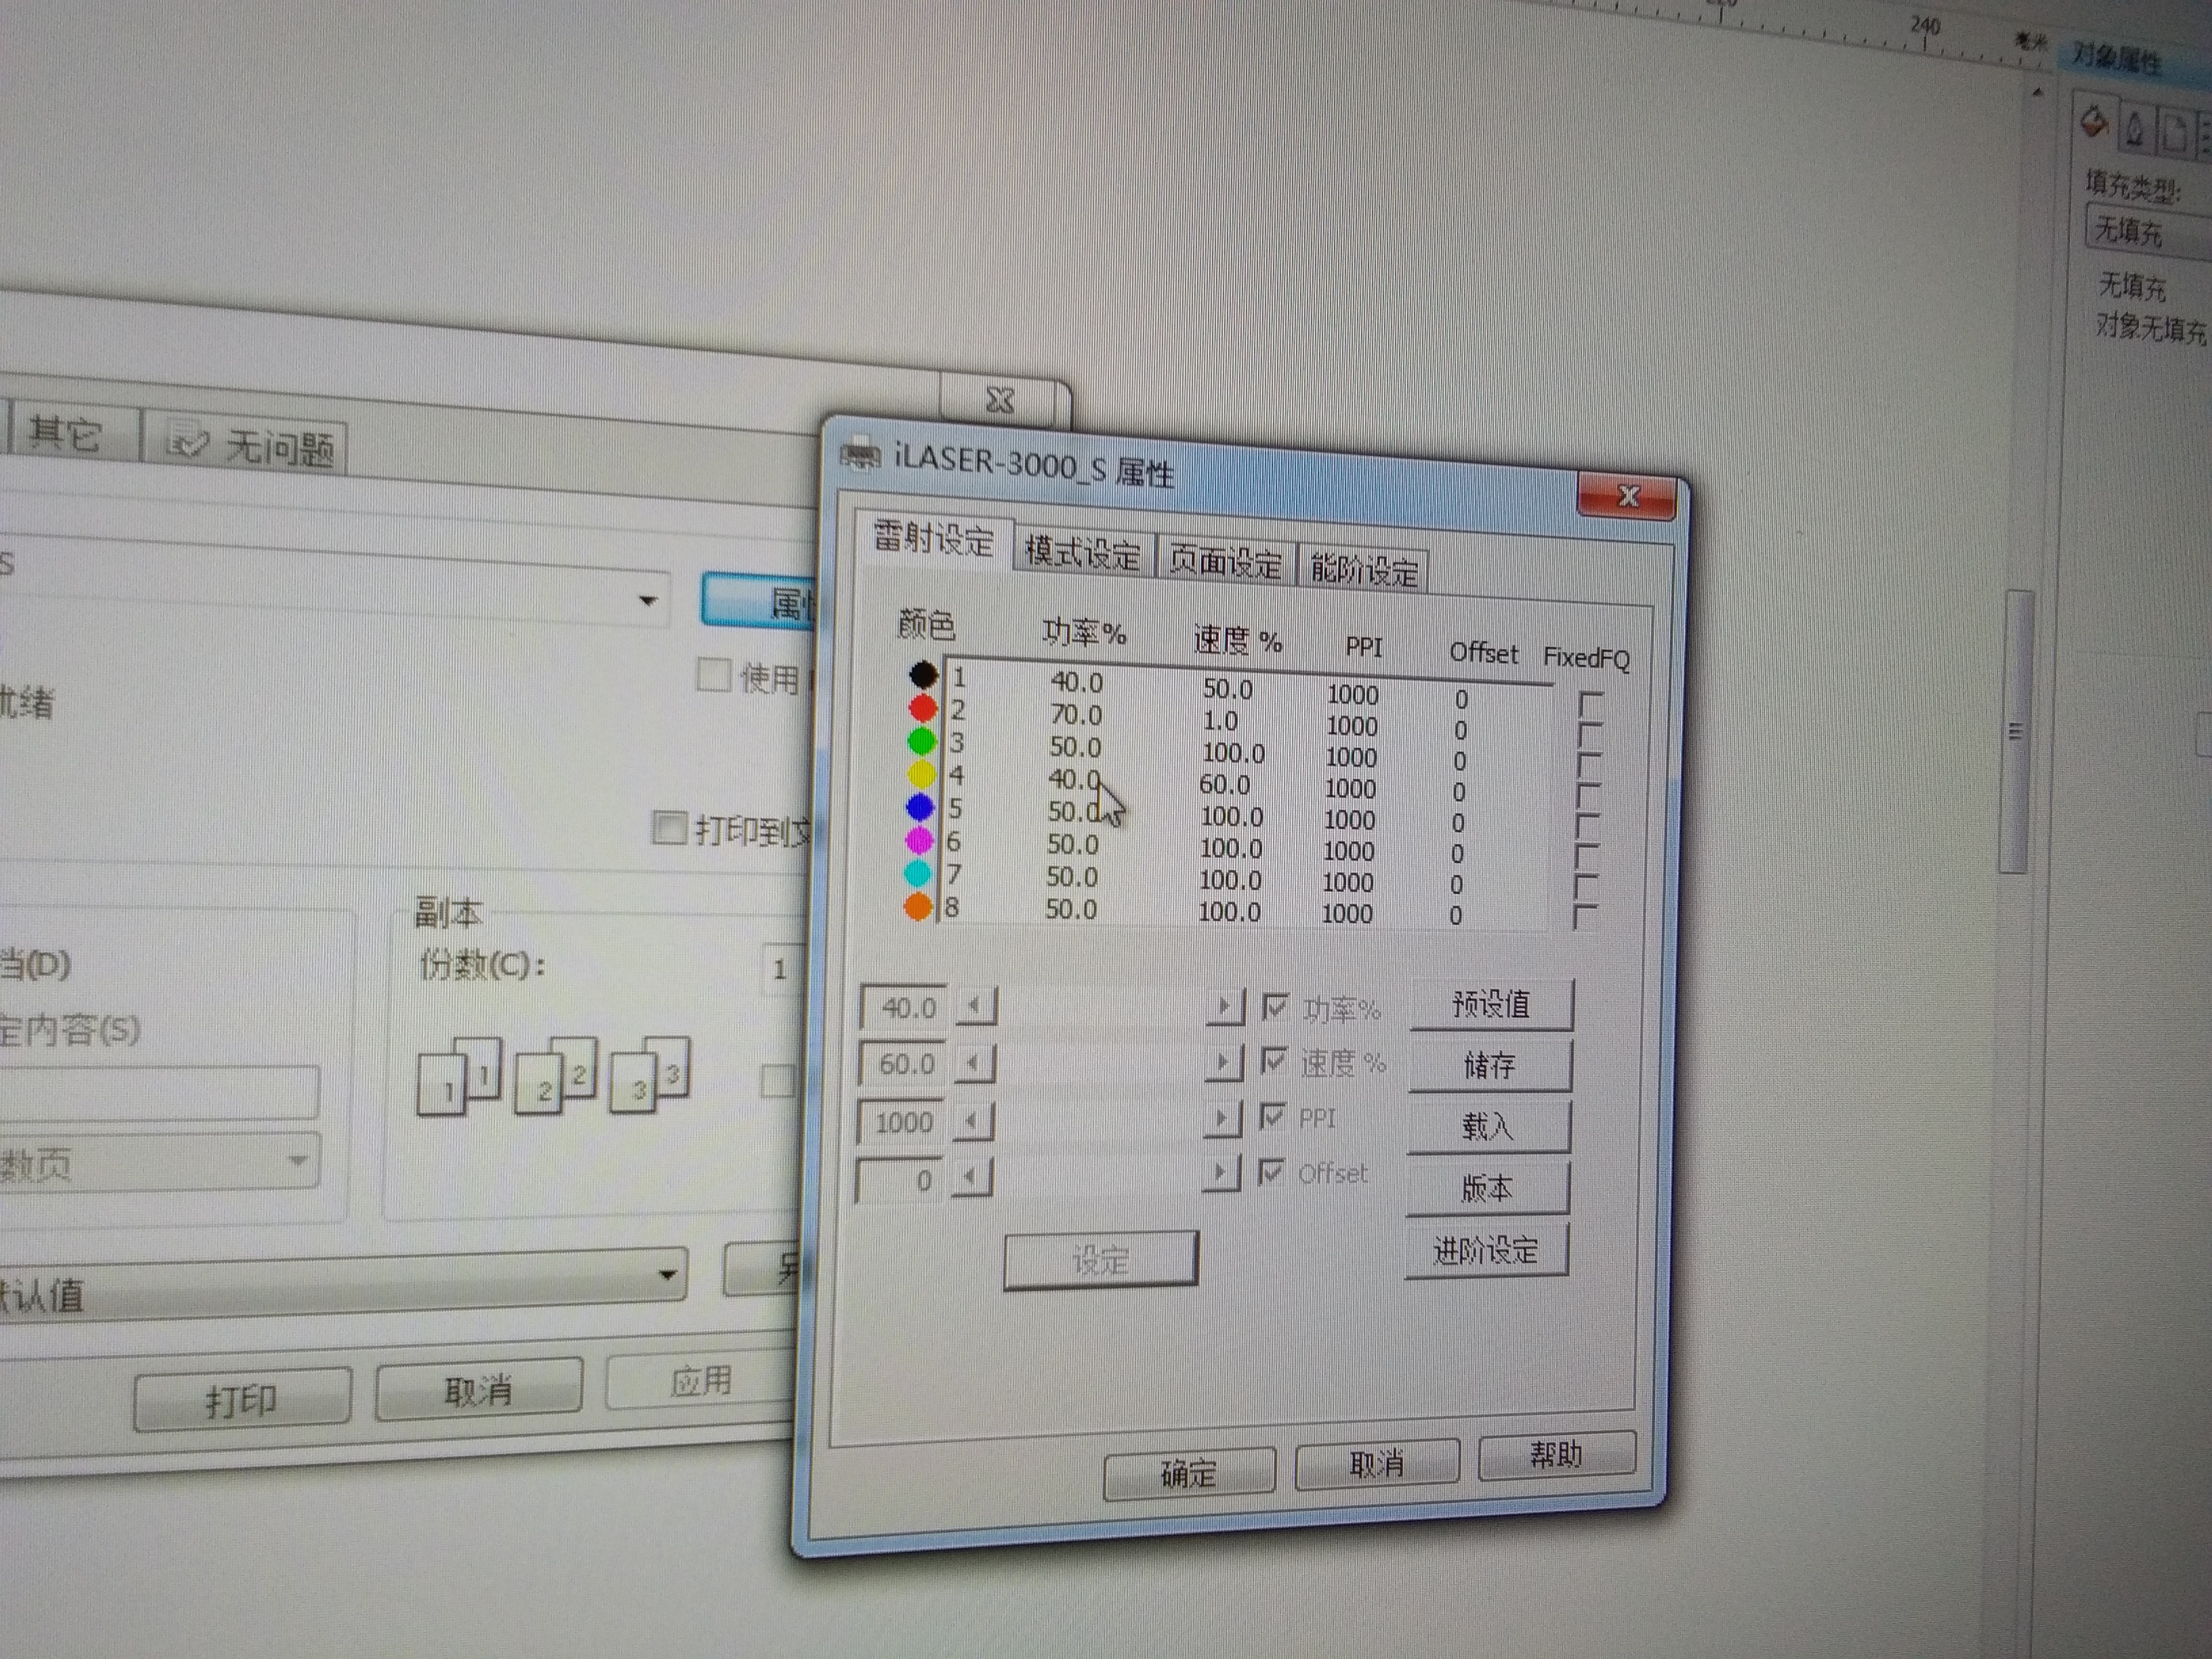 240 毫米
对象属性
填充类型:
无填充
无填充
对象无填充
其它 无问题
S
属
使用
就绪
打印到文
副本
份数(C): 1
档(D)
定内容(S)
1 1 2 2 3 3
数页
默认值
另
打印 取消 应用
iLASER-3000_S 属性
雷射设定 模式设定 页面设定 能阶设定
颜色 功率% 速度 % PPI Offset FixedFQ
1 40.0 50.0 1000 0
2 70.0 1.0 1000 0
3 50.0 100.0 1000 0
4 40.0 60.0 1000 0
5 50.0 100.0 1000 0
6 50.0 100.0 1000 0
7 50.0 100.0 1000 0
8 50.0 100.0 1000 0
40.0 功率% 预设值
60.0 速度 % 储存
1000 PPI 载入
0 Offset 版本
设定 进阶设定
确定 取消 帮助